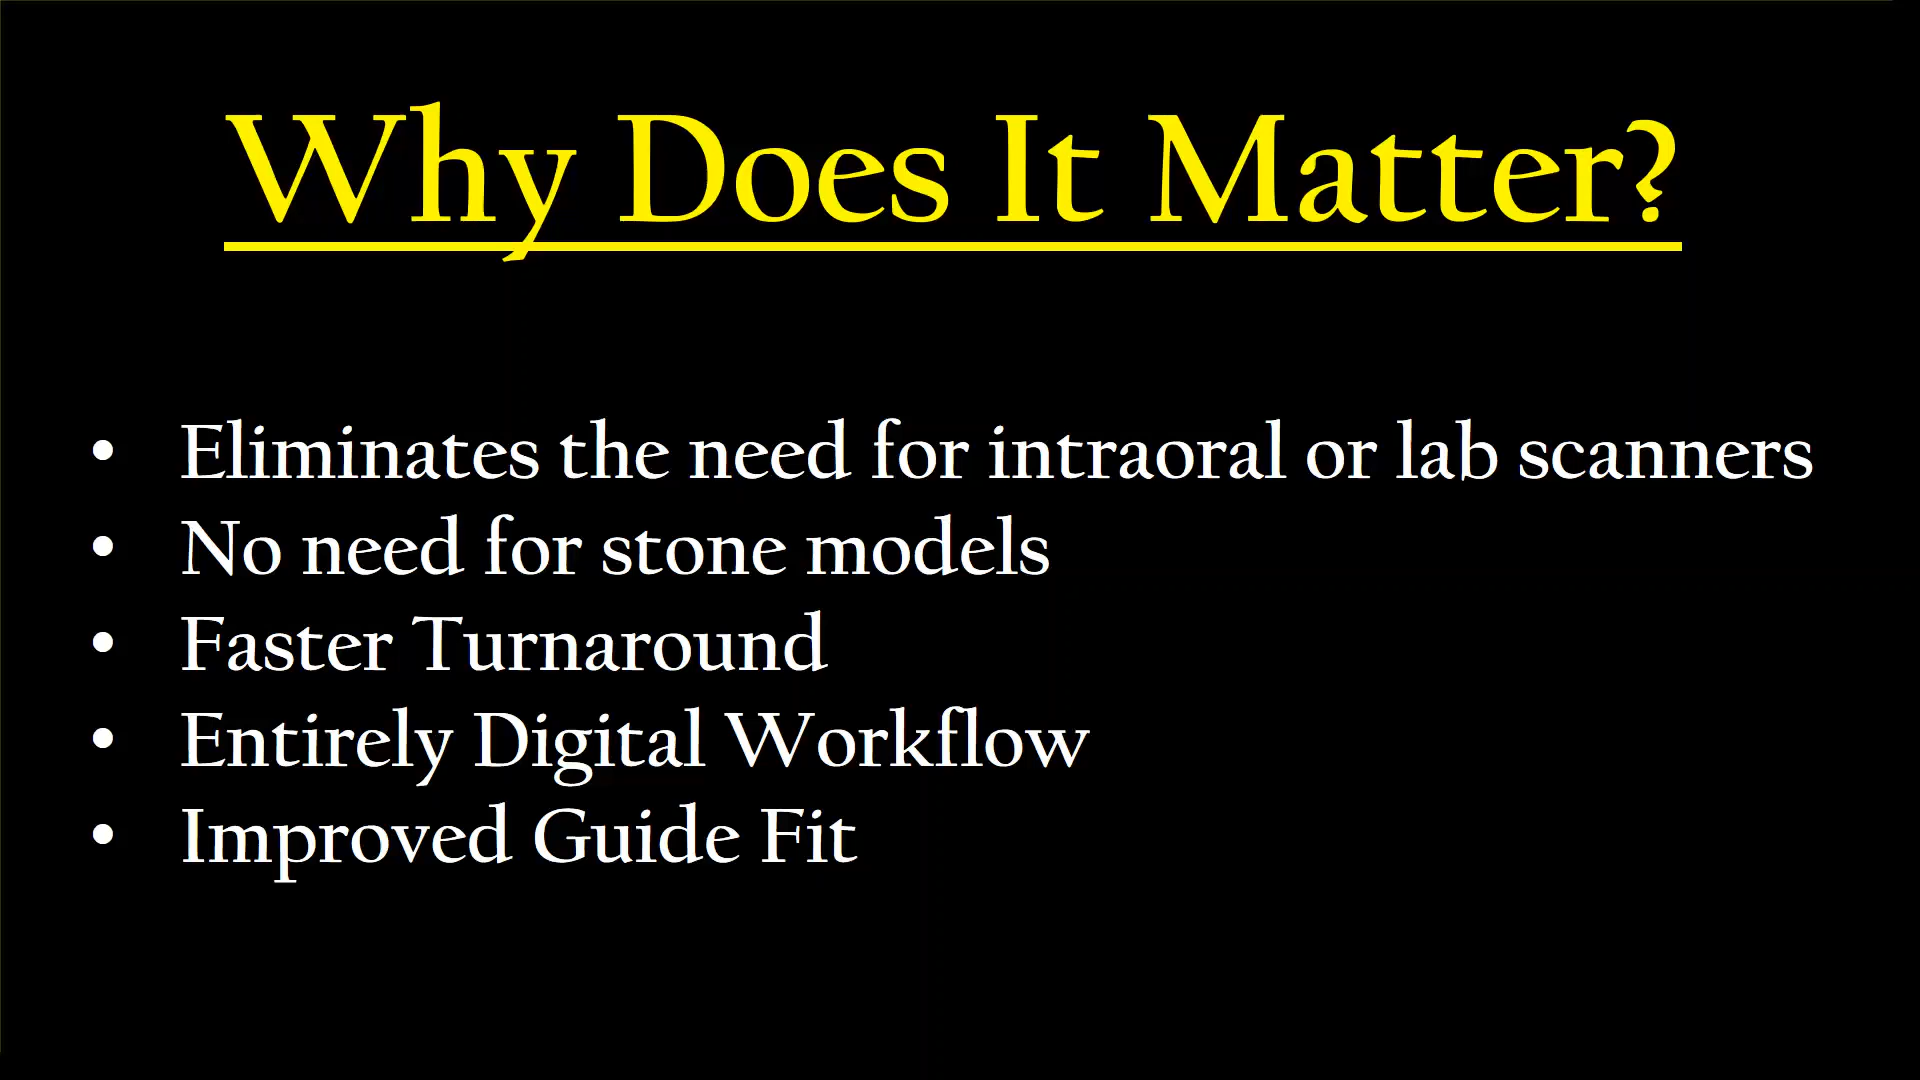 Why Does It Matter?
• Eliminates the need for intraoral or lab scanners
• No need for stone models
• Faster Turnaround
• Entirely Digital Workflow
• Improved Guide Fit